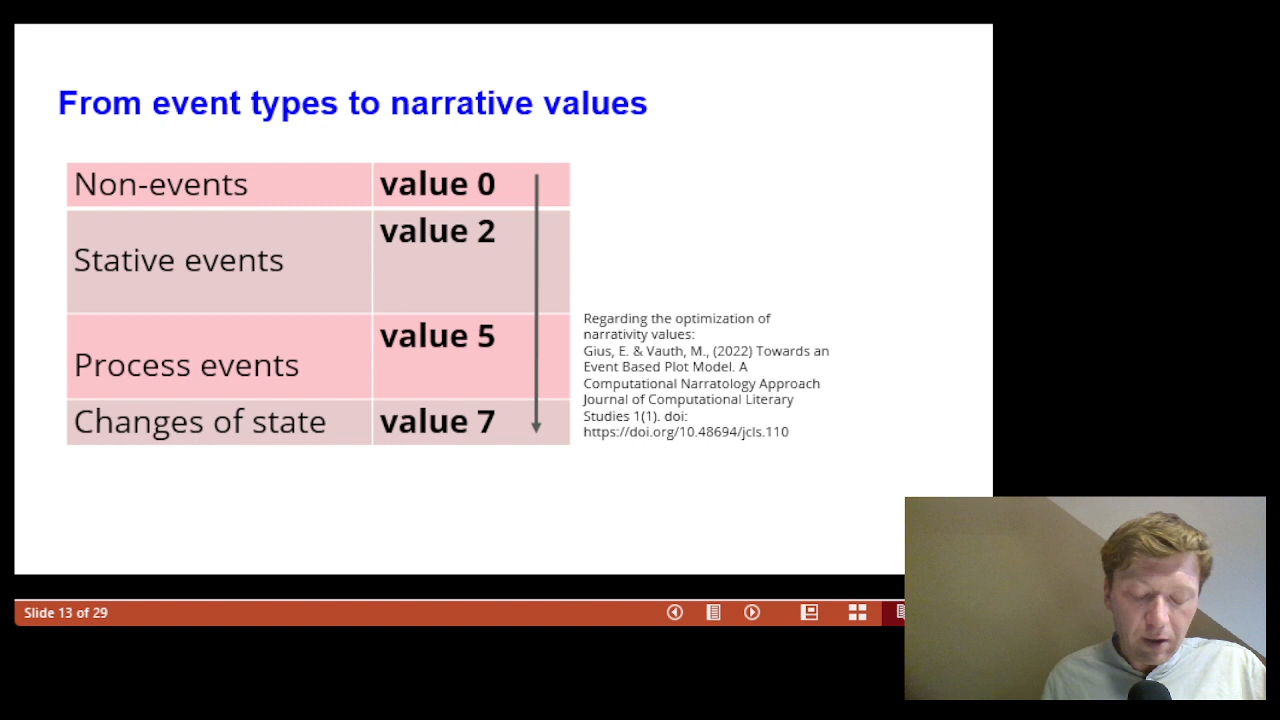 From event types to narrative values
Non-events value 0
Stative events value 2
Process events value 5
Changes of state value 7
Regarding the optimization of
narrativity values:
Gius, E. & Vauth, M., (2022) Towards an
Event Based Plot Model. A
Computational Narratology Approach
Journal of Computational Literary
Studies 1(1). doi:
https://doi.org/10.48694/jcls.110
Slide 13 of 29